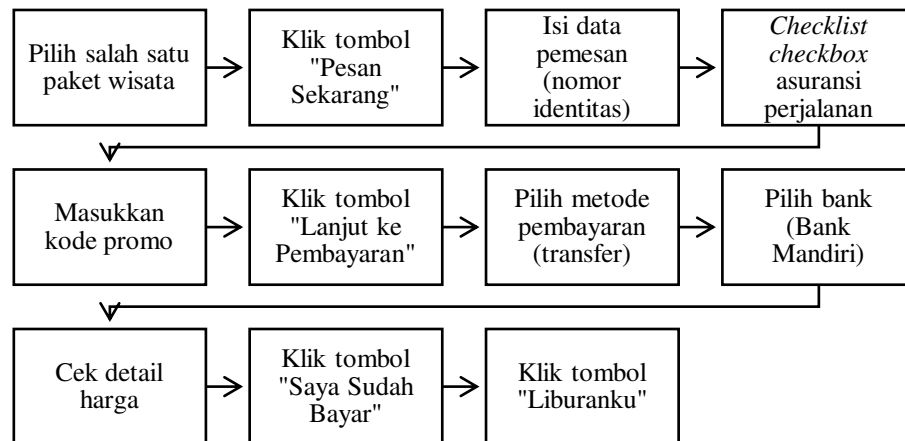 Pilih salah satu
paket wisata
Klik tombol
"Pesan
Sekarang"
Isi data
pemesan
(nomor
identitas)
Checklist
checkbox
asuransi
perjalanan
Masukkan
kode promo
Klik tombol
"Lanjut ke
Pembayaran"
Pilih metode
pembayaran
(transfer)
Pilih bank
(Bank
Mandiri)
Cek detail
harga
Klik tombol
"Saya Sudah
Bayar"
Klik tombol
"Liburanku"